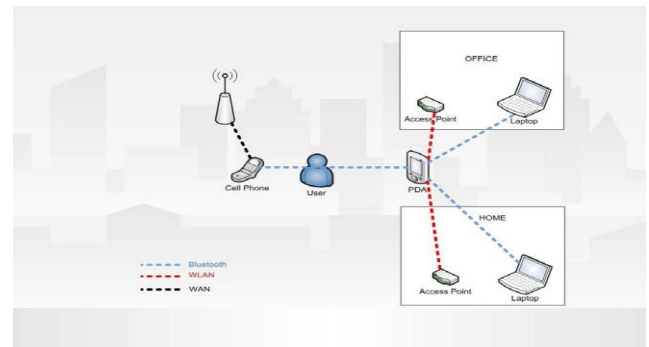 OFFICE
Access Point
Laptop
Cell Phone
User
PDA
HOME
Access Point
Laptop
Bluetooth
WLAN
WAN